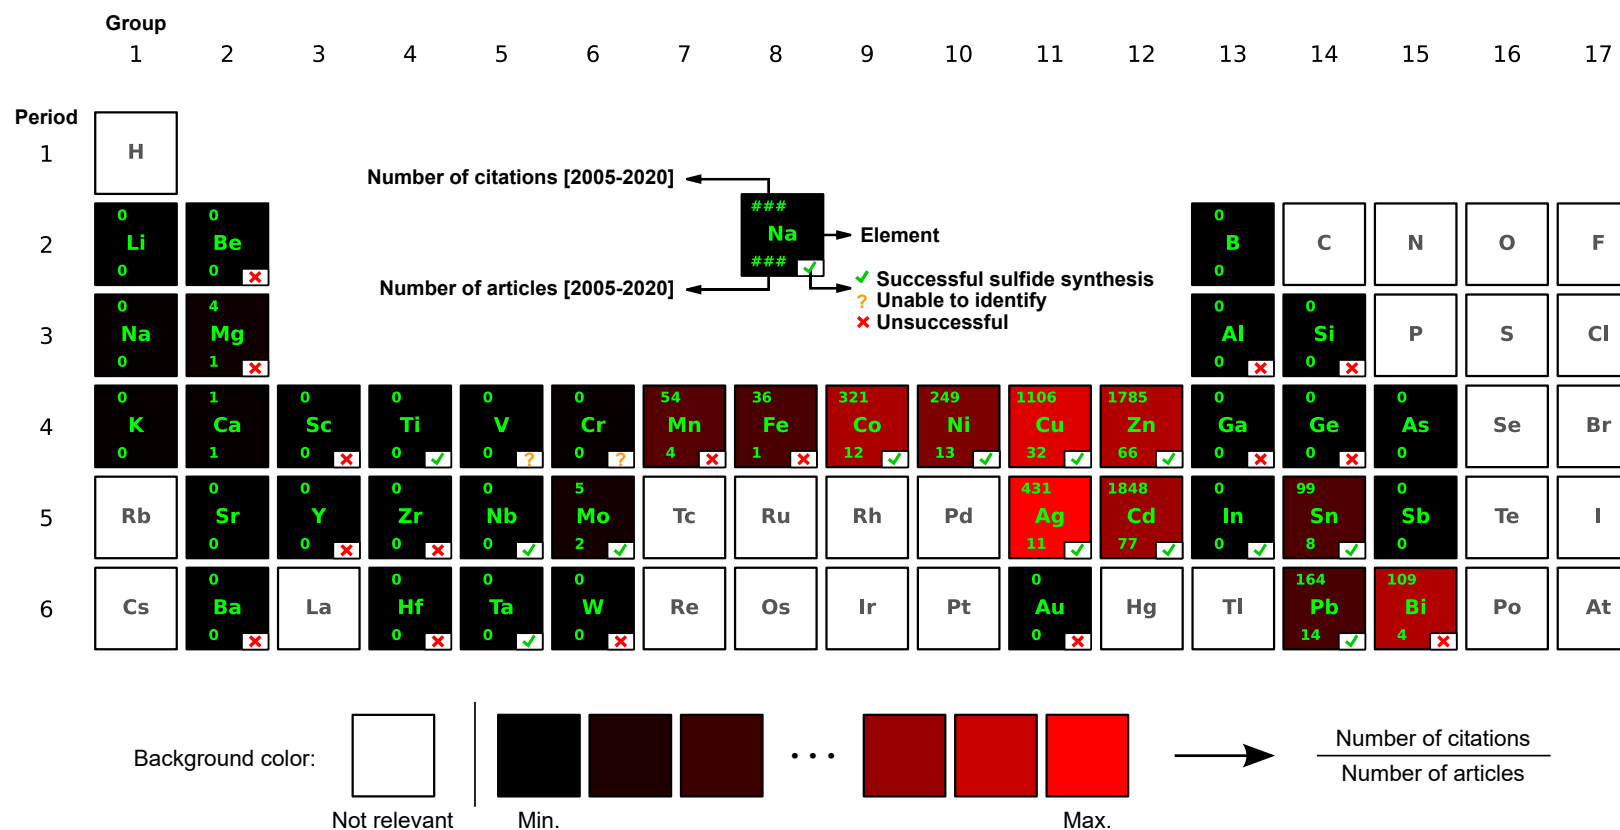 Group
1 2 3 4 5 6 7 8 9 10 11 12 13 14 15 16 17
Period
1
H
Number of citations [2005-2020]
###
Na
###
Element
Number of articles [2005-2020]
Successful sulfide synthesis
? Unable to identify
Unsuccessful
2
0 0 0
Li Be B C N O F
0 0 0
3
0 4 0 0
Na Mg Al Si P S Cl
0 1 0 0
4
0 1 0 0 0 0 54 36 321 249 1106 1785 0 0 0
K Ca Sc Ti V Cr Mn Fe Co Ni Cu Zn Ga Ge As Se Br
0 1 0 0 0 ? 0 ? 4 1 12 13 32 66 0 0 0
5
0 0 0 0 5 431 1848 0 99 0
Rb Sr Y Zr Nb Mo Tc Ru Rh Pd Ag Cd In Sn Sb Te I
0 0 0 0 2 11 77 0 8 0
6
0 0 0 0 0 164 109
Cs Ba La Hf Ta W Re Os Ir Pt Au Hg Tl Pb Bi Po At
0 0 0 0 0 14 4
Background color:
Not relevant
Min.
...
Max.
Number of citations
Number of articles